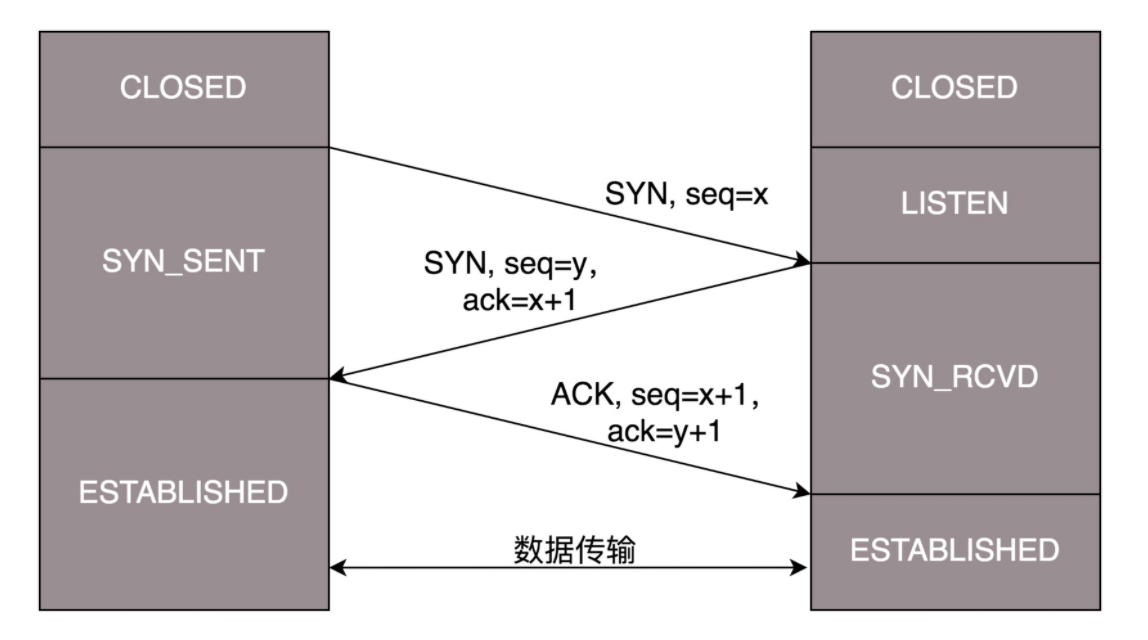 CLOSED
CLOSED
SYN, seq=x
LISTEN
SYN_SENT
SYN, seq=y,
ack=x+1
SYN_RCVD
ACK, seq=x+1,
ack=y+1
ESTABLISHED
数据传输
ESTABLISHED